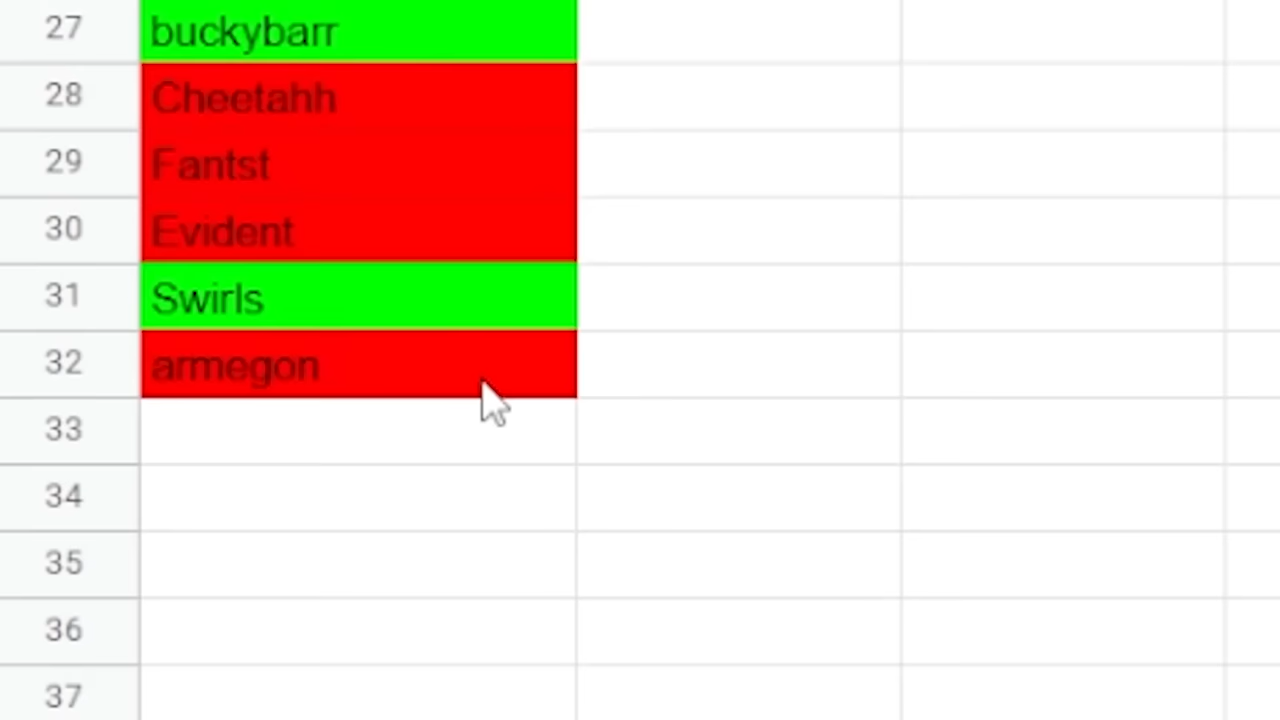 27 buckybarr
28 Cheetahh
29 Fantst
30 Evident
31 Swirls
32 armegon
33
34
35
36
37